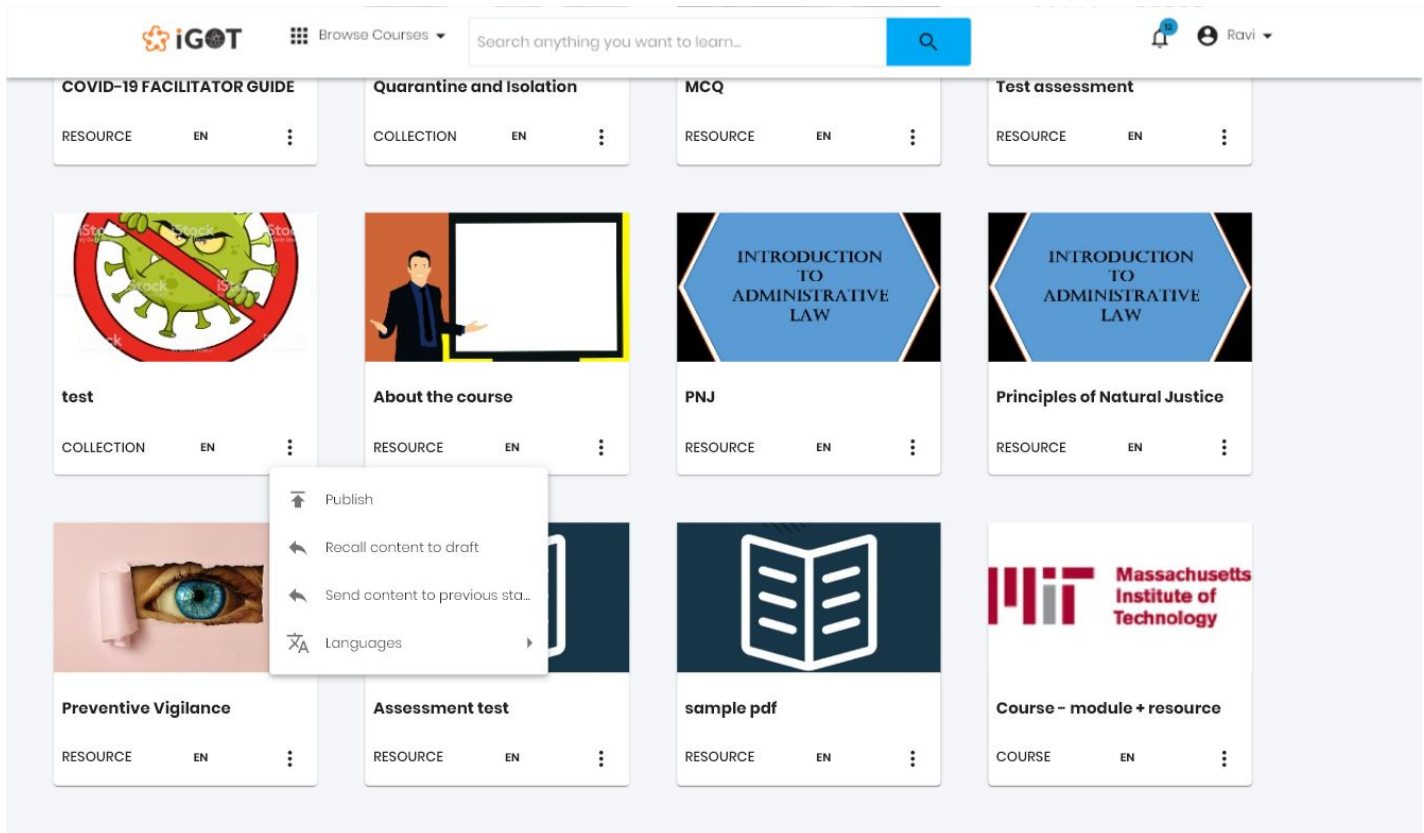 iGOT
Browse Courses
Search anything you want to learn...
12
Ravi
COVID-19 FACILITATOR GUIDE
Quarantine and Isolation
MCQ
Test assessment
RESOURCE EN
COLLECTION EN
RESOURCE EN
RESOURCE EN
iStock
iStock
iStock
iStock
INTRODUCTION
TO
ADMINISTRATIVE
LAW
INTRODUCTION
TO
ADMINISTRATIVE
LAW
test
About the course
PNJ
Principles of Natural Justice
COLLECTION EN
RESOURCE EN
RESOURCE EN
RESOURCE EN
Publish
Recall content to draft
Send content to previous sta...
Languages
Massachusetts
Institute of
Technology
Preventive Vigilance
Assessment test
sample pdf
Course - module + resource
RESOURCE EN
RESOURCE EN
RESOURCE EN
COURSE EN